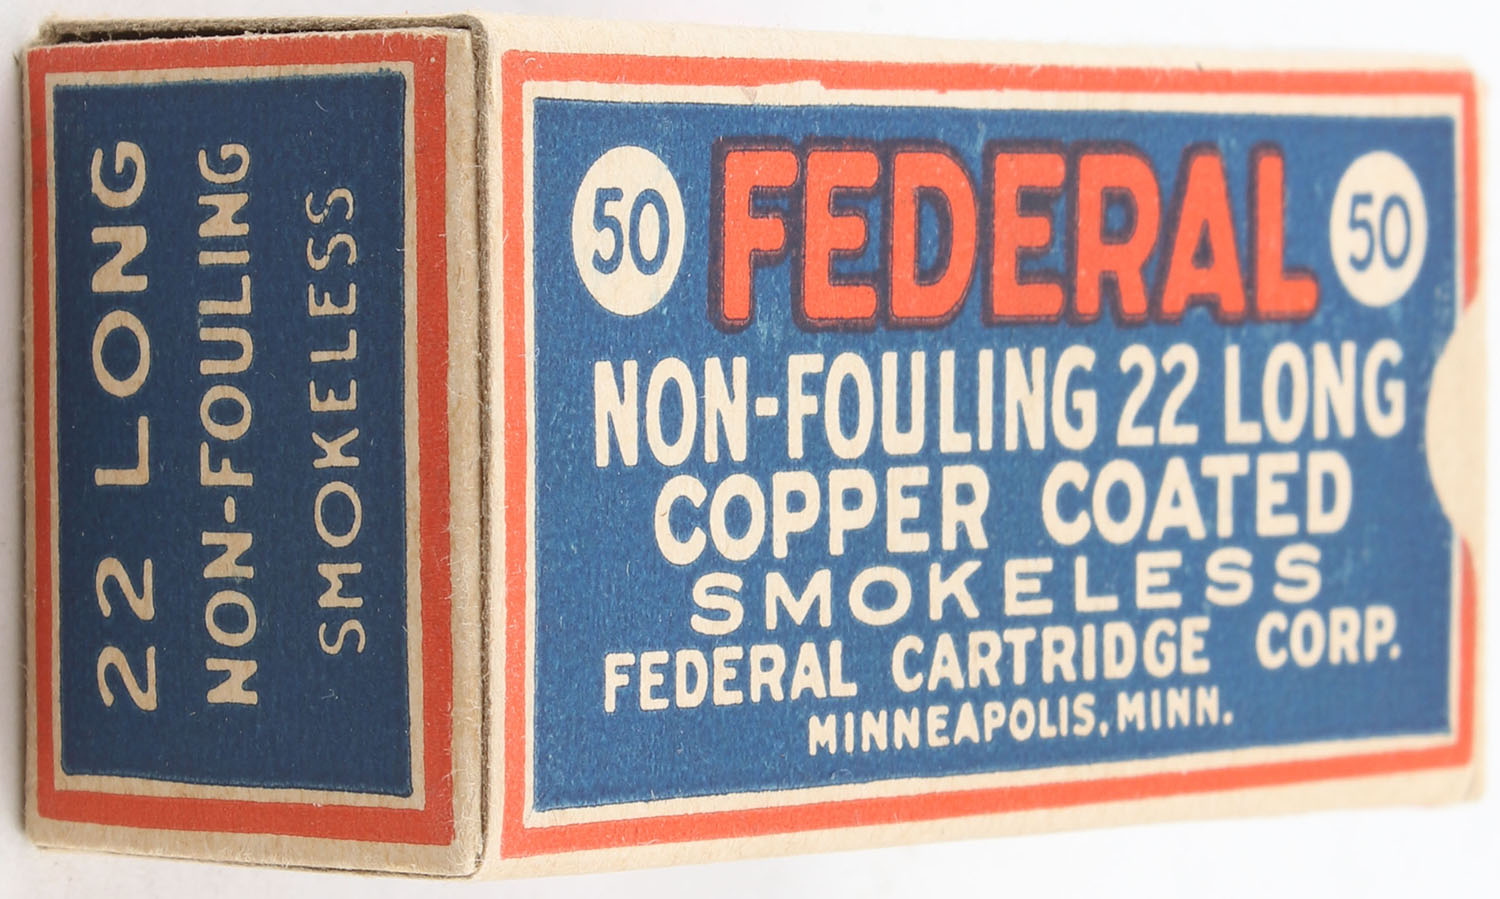 22 LONG
NON-FOULING
SMOKELESS
50 FEDERAL 50
NON-FOULING 22 LONG
COPPER COATED
SMOKELESS
FEDERAL CARTRIDGE CORP.
MINNEAPOLIS, MINN.